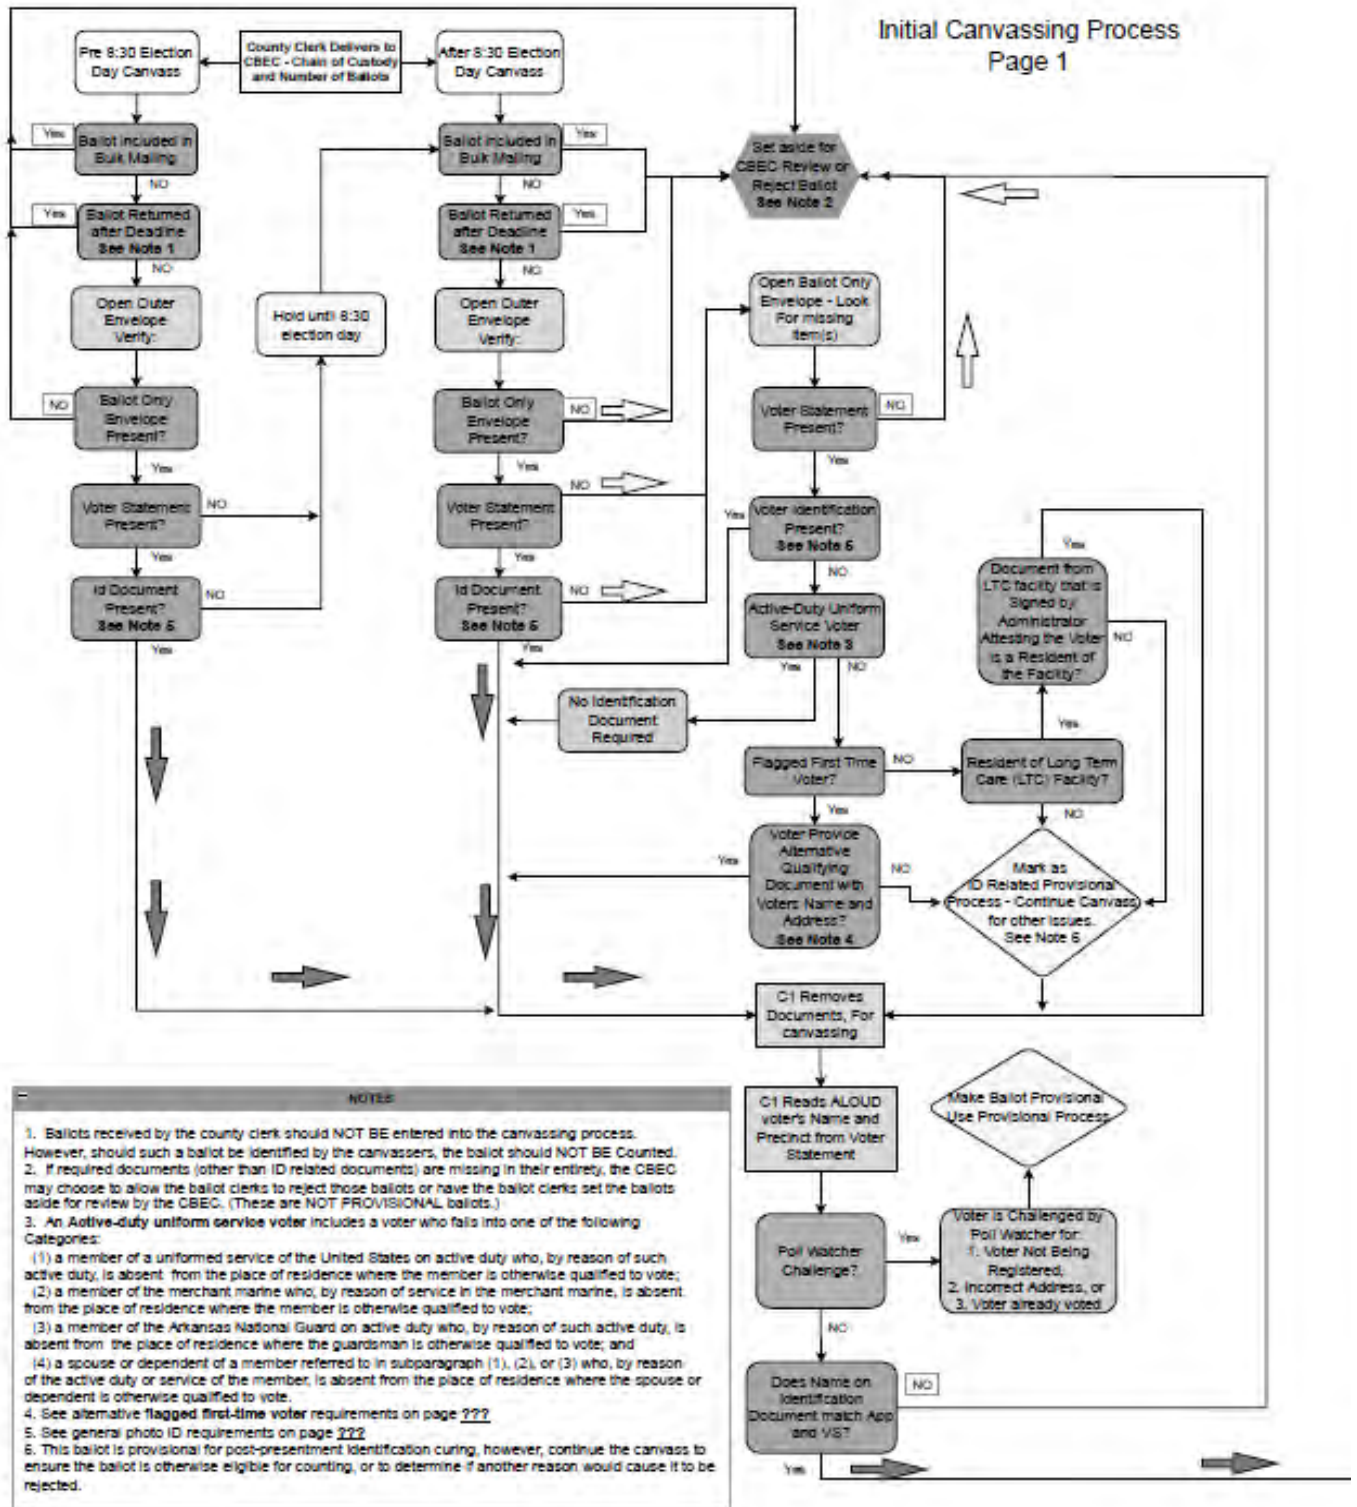 Initial Canvassing Process
Page 1
Pre 8:30 Election
Day Canvass
County Clerk Delivers to
CBEC - Chain of Custody
and Number of Ballots
After 8:30 Election
Day Canvass
Yes
Ballot Included in
Bulk Mailing
NO
Yes
Ballot Returned
after Deadline
See Note 1
NO
Open Outer
Envelope
Verify:
NO
Ballot Only
Envelope
Present?
Yes
Voter Statement
Present?
NO
Yes
Id Document
Present?
See Note 5
NO
Yes
Hold until 8:30
election day
Ballot Included in
Bulk Mailing
Yes
NO
Ballot Returned
after Deadline
See Note 1
Yes
NO
Open Outer
Envelope
Verify:
Ballot Only
Envelope
Present?
NO
Yes
Voter Statement
Present?
NO
Yes
Id Document
Present?
See Note 5
NO
Yes
Set aside for
CBEC Review or
Reject Ballot
See Note 2
Open Ballot Only
Envelope - Look
For missing
Item(s)
Voter Statement
Present?
NO
Yes
Yes
Voter Identification
Present?
See Note 5
NO
Active-Duty Uniform
Service Voter
See Note 3
Yes
NO
No Identification
Document
Required
Flagged First Time
Voter?
NO
Yes
Voter Provide
Alternative
Qualifying
Document with
Voters Name and
Address?
See Note 4
Yes
NO
Yes
Document from
LTC facility that is
Signed by
Administrator
Attesting the Voter
is a Resident of
the Facility?
NO
Yes
Resident of Long Term
Care (LTC) Facility?
NO
Mark as
ID Related Provisional
Process - Continue Canvass
for other issues.
See Note 6
C1 Removes
Documents, For
canvassing
C1 Reads ALOUD
voter's Name and
Precinct from Voter
Statement
Make Ballot Provisional
Use Provisional Process
Poll Watcher
Challenge?
Yes
Voter is Challenged by
Poll Watcher for:
1. Voter Not Being
Registered,
2. Incorrect Address, or
3. Voter already voted
NO
Does Name on
Identification
Document match App
and VS?
NO
Yes
NOTES
1. Ballots received by the county clerk should NOT BE entered into the canvassing process.
However, should such a ballot be identified by the canvassers, the ballot should NOT BE Counted.
2. If required documents (other than ID related documents) are missing in their entirety, the CBEC
may choose to allow the ballot clerks to reject those ballots or have the ballot clerks set the ballots
aside for review by the CBEC. (These are NOT PROVISIONAL ballots.)
3. An Active-duty uniform service voter includes a voter who falls into one of the following
Categories:
(1) a member of a uniformed service of the United States on active duty who, by reason of such
active duty, is absent from the place of residence where the member is otherwise qualified to vote;
(2) a member of the merchant marine who, by reason of service in the merchant marine, is absent
from the place of residence where the member is otherwise qualified to vote;
(3) a member of the Arkansas National Guard on active duty who, by reason of such active duty, is
absent from the place of residence where the guardsman is otherwise qualified to vote; and
(4) a spouse or dependent of a member referred to in subparagraph (1), (2), or (3) who, by reason
of the active duty or service of the member, is absent from the place of residence where the spouse or
dependent is otherwise qualified to vote.
4. See alternative flagged first-time voter requirements on page ???
5. See general photo ID requirements on page ???
6. This ballot is provisional for post-presentment identification curing, however, continue the canvass to
ensure the ballot is otherwise eligible for counting, or to determine if another reason would cause it to be
rejected.